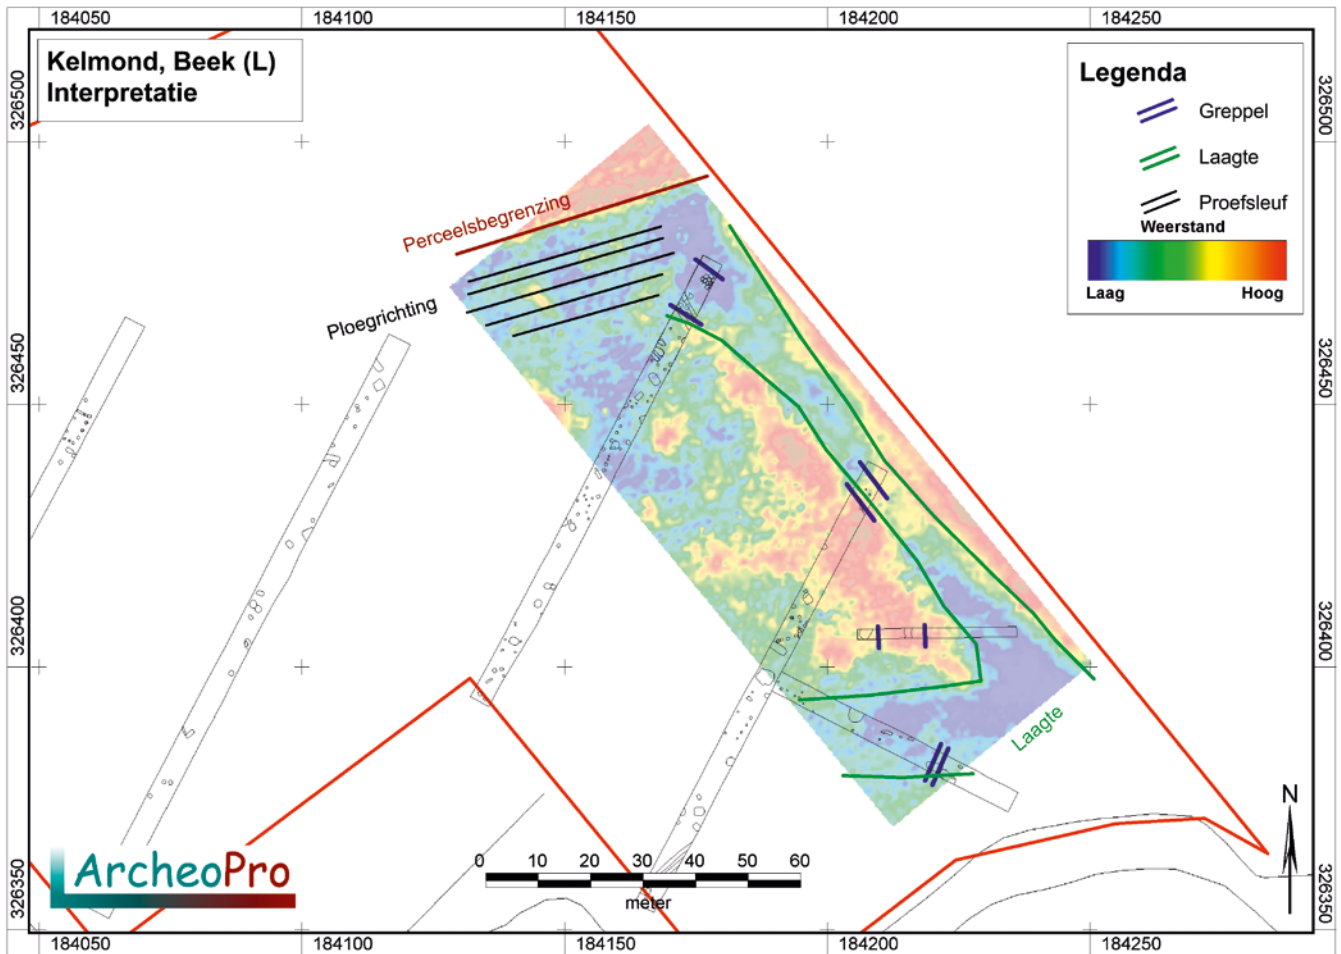 184050 184100 184150 184200 184250
Kelmond, Beek (L)
Interpretatie
326500
326450
326400
326350
Perceelsbegrenzing
Ploegrichting
Laagte
Legenda
Greppel
Laagte
Proefsleuf
Weerstand
Laag Hoog
326500
326450
326400
326350
N
ArcheoPro
0 10 20 30 40 50 60
meter
184050 184100 184150 184200 184250